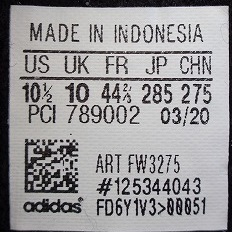 MADE IN INDONESIA
US UK FR JP CHN
10½ 10 44⅔ 285 275
PCI 789002 03/20
ART FW3275
#125344043
adidas® FD6Y1V3>00051